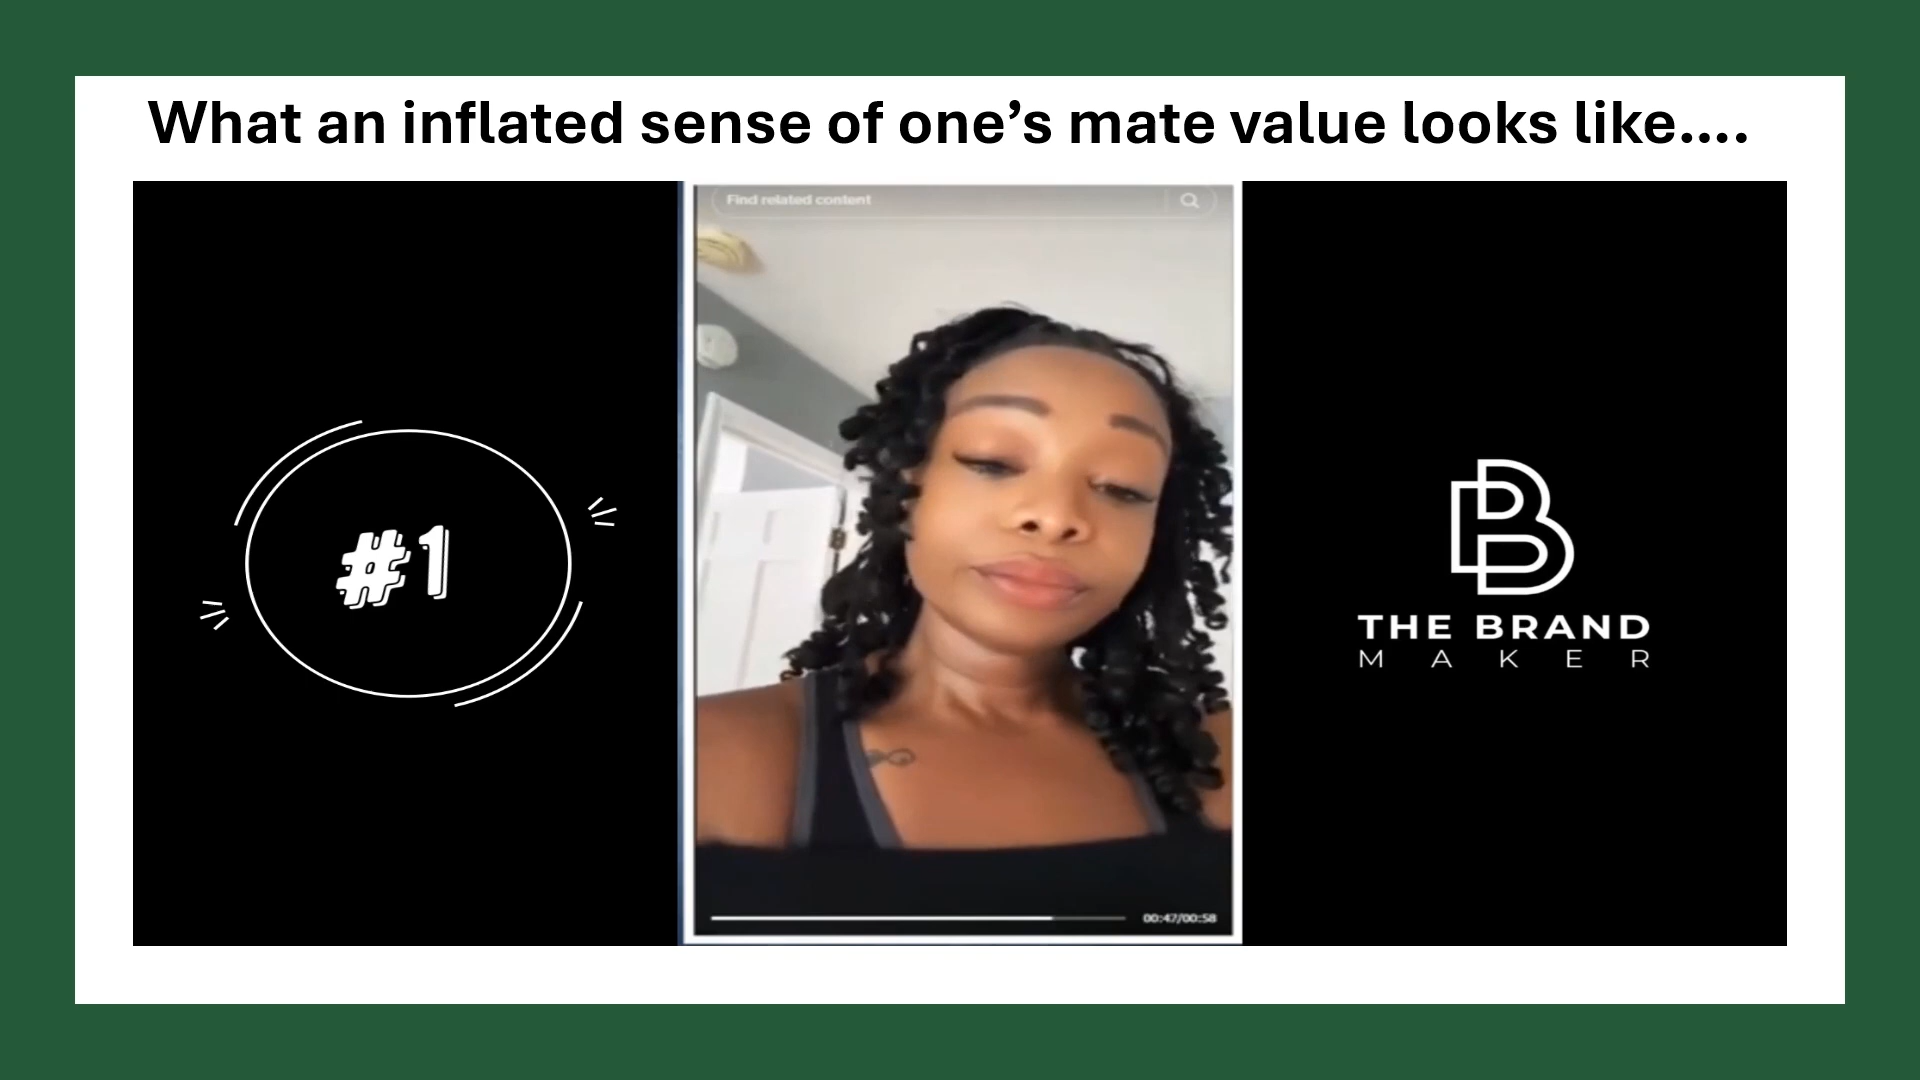 What an inflated sense of one’s mate value looks like….
Find related content
#1
B
THE BRAND
MAKER
00:47/00:58